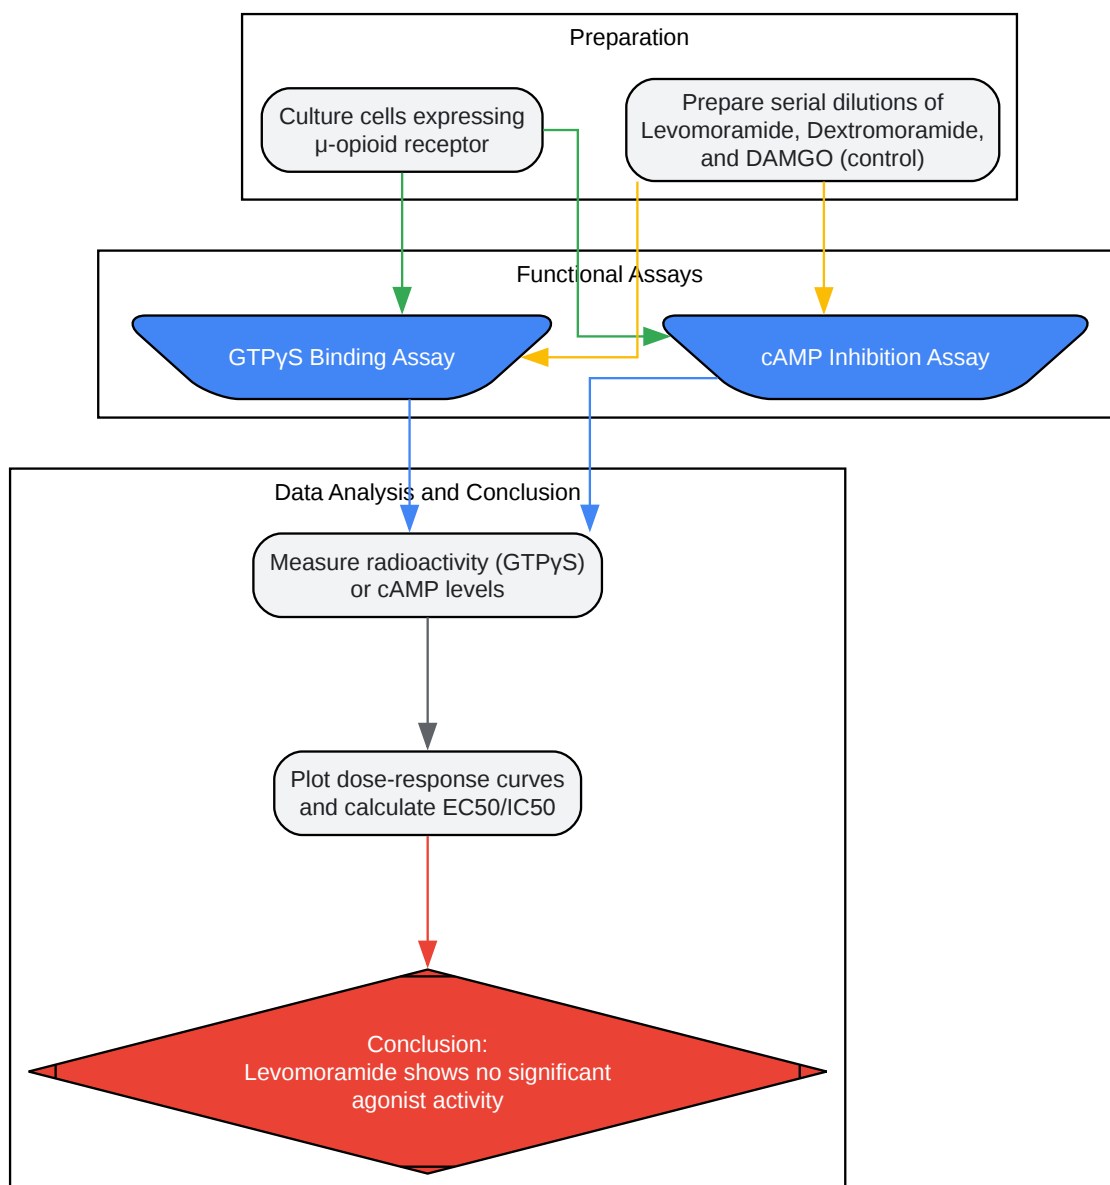 Preparation
Culture cells expressing
μ-opioid receptor
Prepare serial dilutions of
Levomoramide, Dextromoramide,
and DAMGO (control)
Functional Assays
GTPγS Binding Assay
cAMP Inhibition Assay
Data Analysis and Conclusion
Measure radioactivity (GTPγS)
or cAMP levels
Plot dose-response curves
and calculate EC50/IC50
Conclusion:
Levomoramide shows no significant
agonist activity